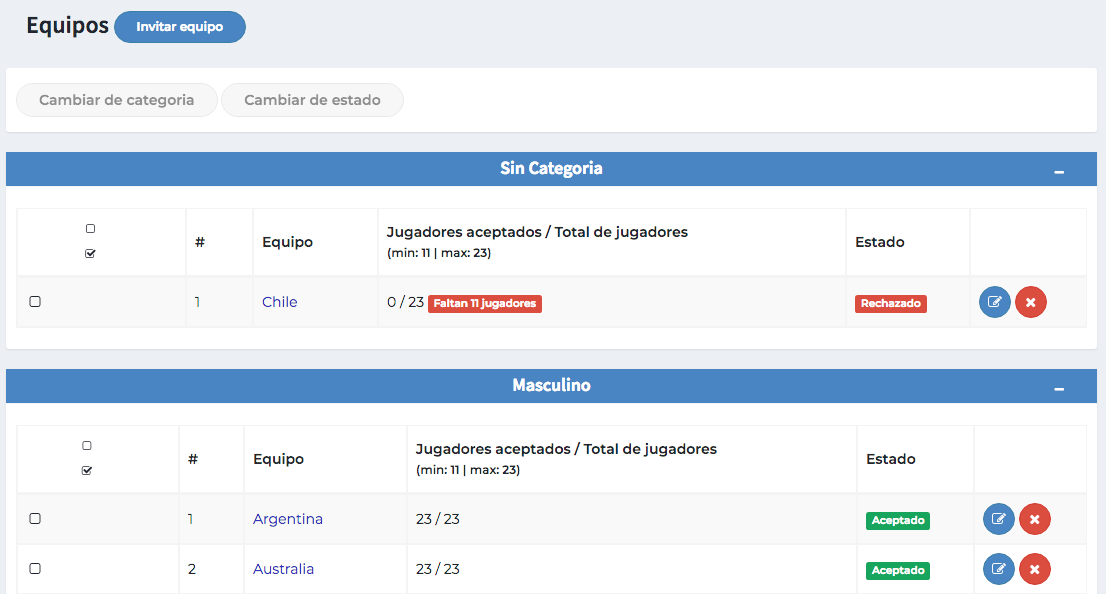 Equipos Invitar equipo
Cambiar de categoria Cambiar de estado
Sin Categoria
# Equipo Jugadores aceptados / Total de jugadores Estado
(min: 11 | max: 23)
1 Chile 0 / 23 Faltan 11 jugadores Rechazado
Masculino
# Equipo Jugadores aceptados / Total de jugadores Estado
(min: 11 | max: 23)
1 Argentina 23 / 23 Aceptado
2 Australia 23 / 23 Aceptado